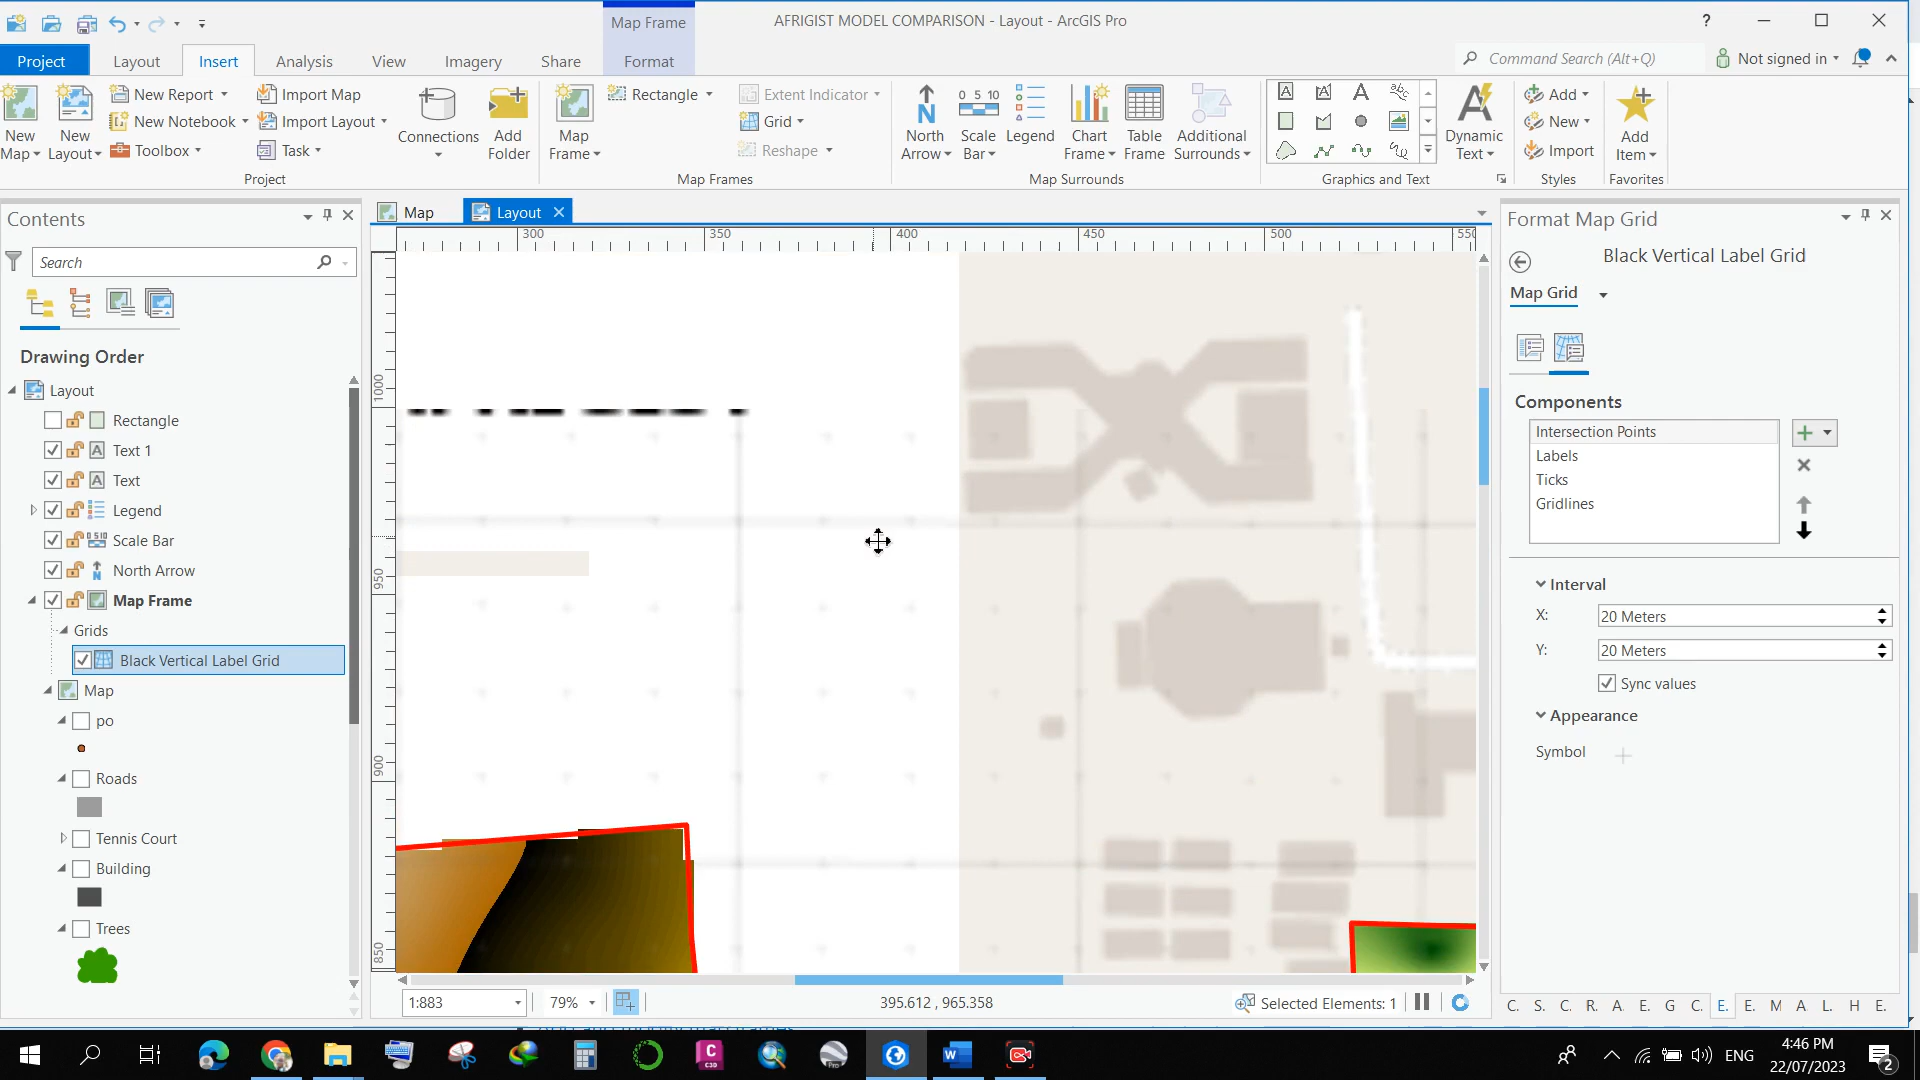 Map Frame
AFRIGIST MODEL COMPARISON - Layout - ArcGIS Pro
?
Project
Layout
Insert
Analysis
View
Imagery
Share
Format
Command Search (Alt+Q)
Not signed in
New Map
New Layout
New Report
New Notebook
Toolbox
Import Map
Import Layout
Task
Connections
Add Folder
Project
Map Frame
Rectangle
Extent Indicator
Grid
Reshape
Map Frames
North Arrow
0 5 10
Scale Bar
Legend
Chart Frame
Table Frame
Additional Surrounds
Map Surrounds
Dynamic Text
Graphics and Text
Add
New
Import
Styles
Add Item
Favorites
Contents
Search
Drawing Order
Layout
Rectangle
Text 1
Text
Legend
Scale Bar
North Arrow
Map Frame
Grids
Black Vertical Label Grid
Map
po
Roads
Tennis Court
Building
Trees
Map
Layout
300
350
400
450
500
550
1000
950
900
850
1:883
79%
395.612 , 965.358
Selected Elements: 1
Format Map Grid
Black Vertical Label Grid
Map Grid
Components
Intersection Points
Labels
Ticks
Gridlines
Interval
X:
20 Meters
Y:
20 Meters
Sync values
Appearance
Symbol
C. S. C. R. A. E. G C. E. E. M A. L. H E.
ENG
4:46 PM
22/07/2023
2